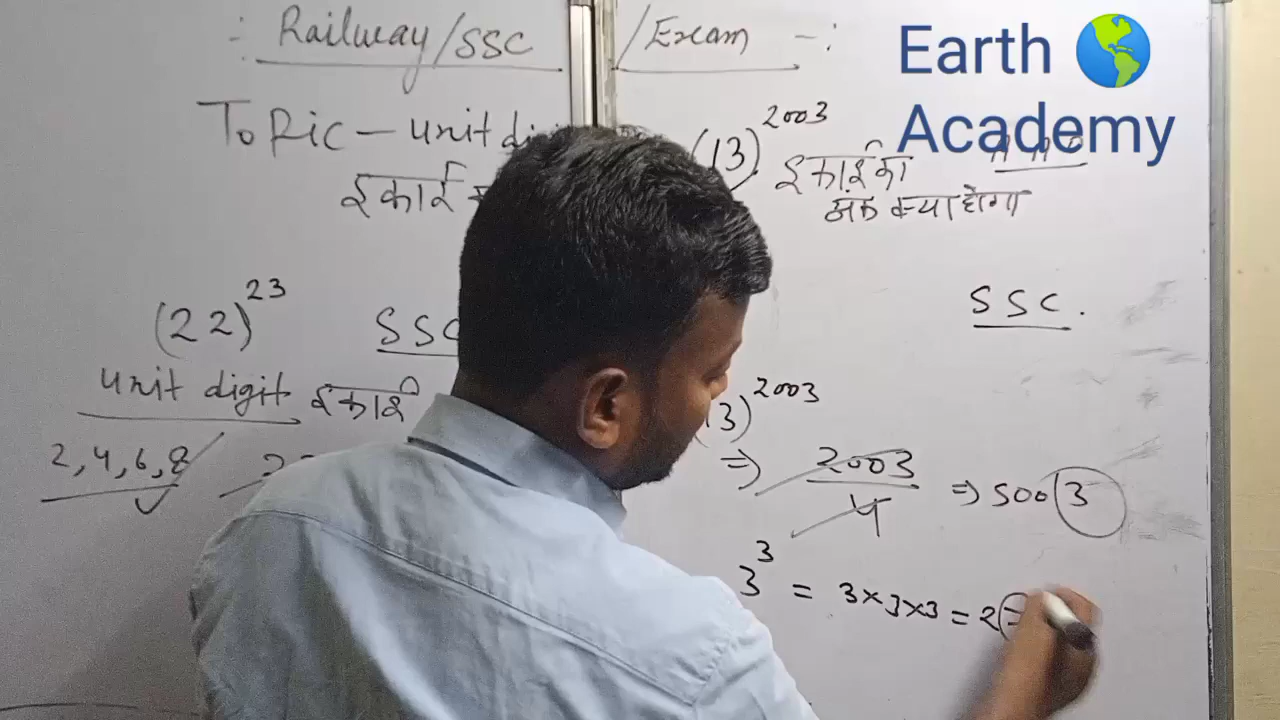 : Railway/SSC /Exam -:
Earth
Academy
Topic - unit
इकाई
(13)^2003 इकाई का
अंक क्या होगा
(22)^23 SSC
SSC.
unit digit इकाई
2, 4, 6, 8
13)^2003
=> 2003 => 500 3
4
3^3 = 3×3×3 = 2